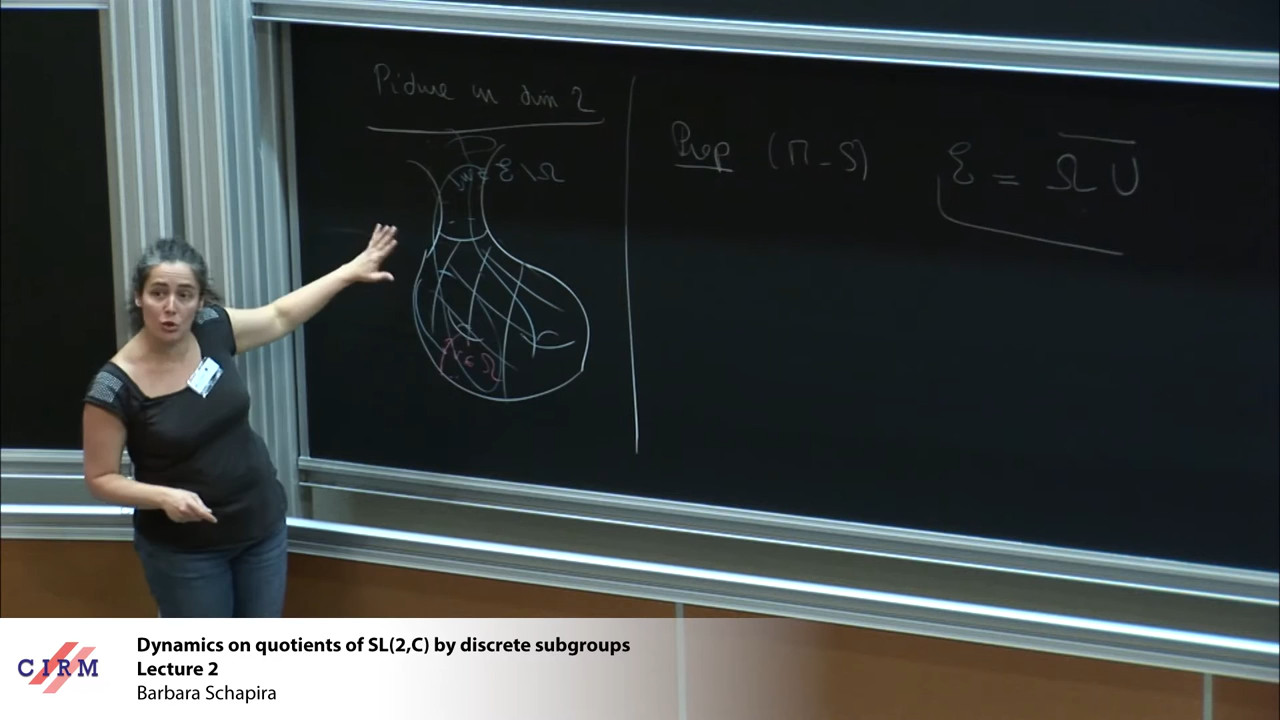 Picture in dim 2
E \ Ω
∈ Ω
Prop (M-S) E = \overline{ΩU}
CIRM
Dynamics on quotients of SL(2,C) by discrete subgroups
Lecture 2
Barbara Schapira